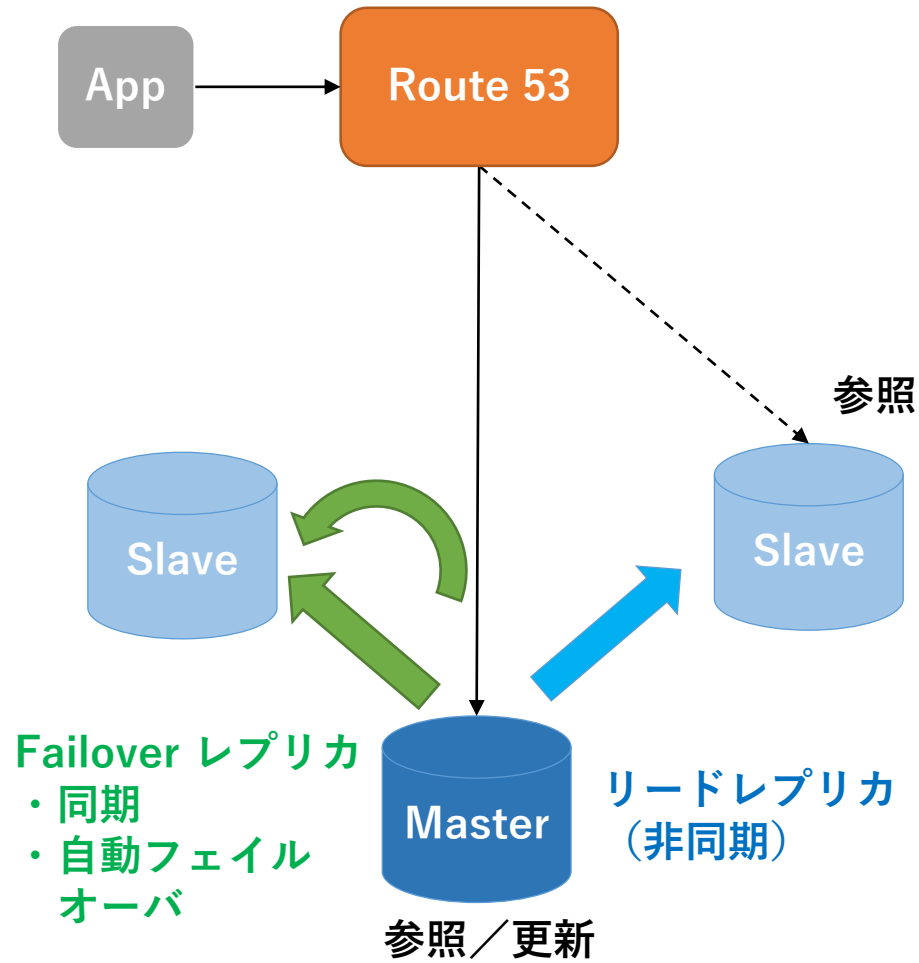 App
Route 53
参照
Slave
Slave
Failover レプリカ
・同期
・自動フェイル
オーバ
Master
リードレプリカ
（非同期）
参照／更新